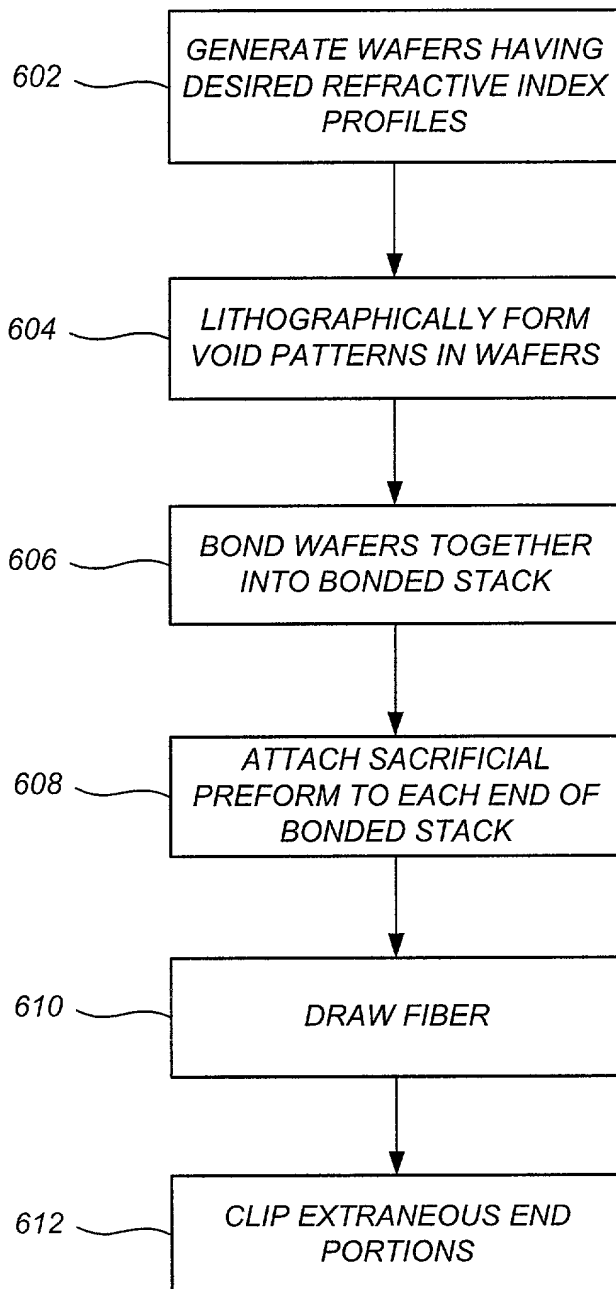 602
GENERATE WAFERS HAVING
DESIRED REFRACTIVE INDEX
PROFILES
604
LITHOGRAPHICALLY FORM
VOID PATTERNS IN WAFERS
606
BOND WAFERS TOGETHER
INTO BONDED STACK
608
ATTACH SACRIFICIAL
PREFORM TO EACH END OF
BONDED STACK
610
DRAW FIBER
612
CLIP EXTRANEOUS END
PORTIONS